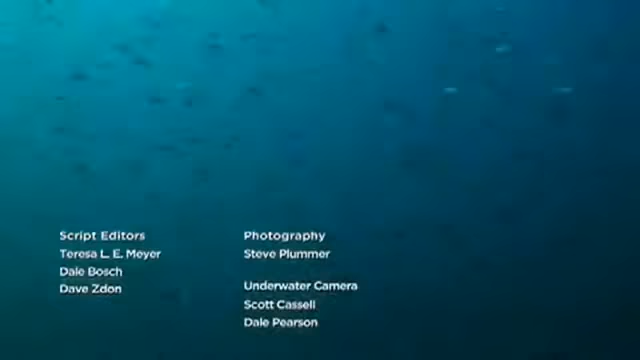 Script Editors
Teresa L. E. Meyer
Dale Bosch
Dave Zdon
Photography
Steve Plummer
Underwater Camera
Scott Cassell
Dale Pearson